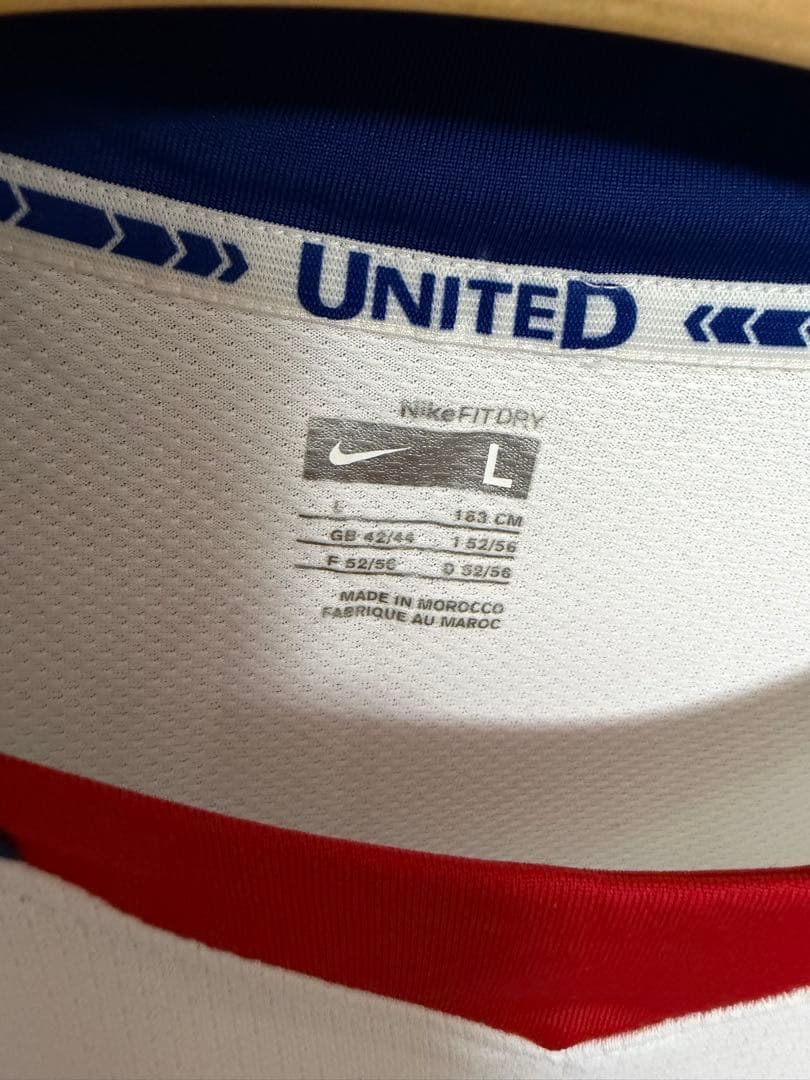 UNITED
NikeFITDRY
L
L 183 CM
GB 42/44 I 52/56
F 52/56 D 52/56
MADE IN MOROCCO
FABRIQUE AU MAROC